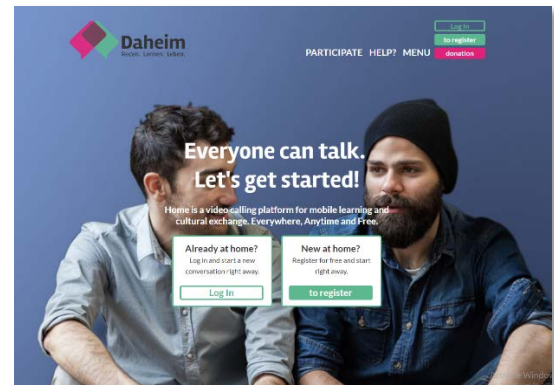 Daheim
Reden. Lernen. Leben.
Log In
to register
donation
PARTICIPATE HELP? MENU
Everyone can talk.
Let's get started!
Home is a video calling platform for mobile learning and
cultural exchange. Everywhere, Anytime and Free.
Already at home?
Log in and start a new
conversation right away.
Log In
New at home?
Register for free and start
right away.
to register